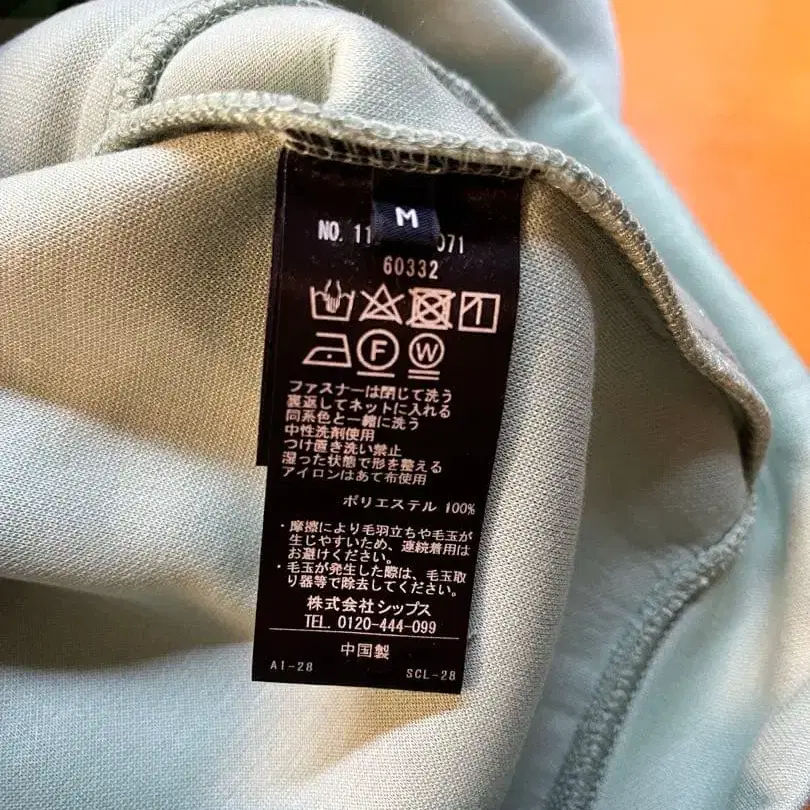 M
NO. 11 071
60332
F W
ファスナーは閉じて洗う
裏返してネットに入れる
同系色と一緒に洗う
中性洗剤使用
つけ置き洗い禁止
湿った状態で形を整える
アイロンはあて布使用
ポリエステル 100%
・摩擦により毛羽立ちや毛玉が
生じやすいため、連続着用は
お避けください。
・毛玉が発生した際は、毛玉取
り器等で除去してください。
株式会社シップス
TEL. 0120-444-099
中国製
A1-28 SCL-28